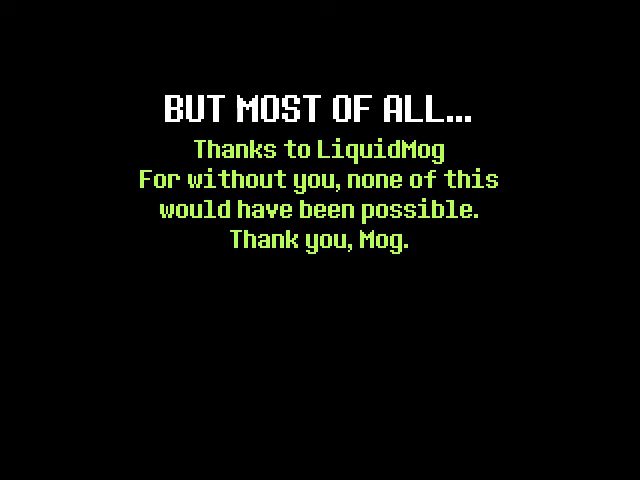 BUT MOST OF ALL...
Thanks to LiquidMog
For without you, none of this
would have been possible.
Thank you, Mog.